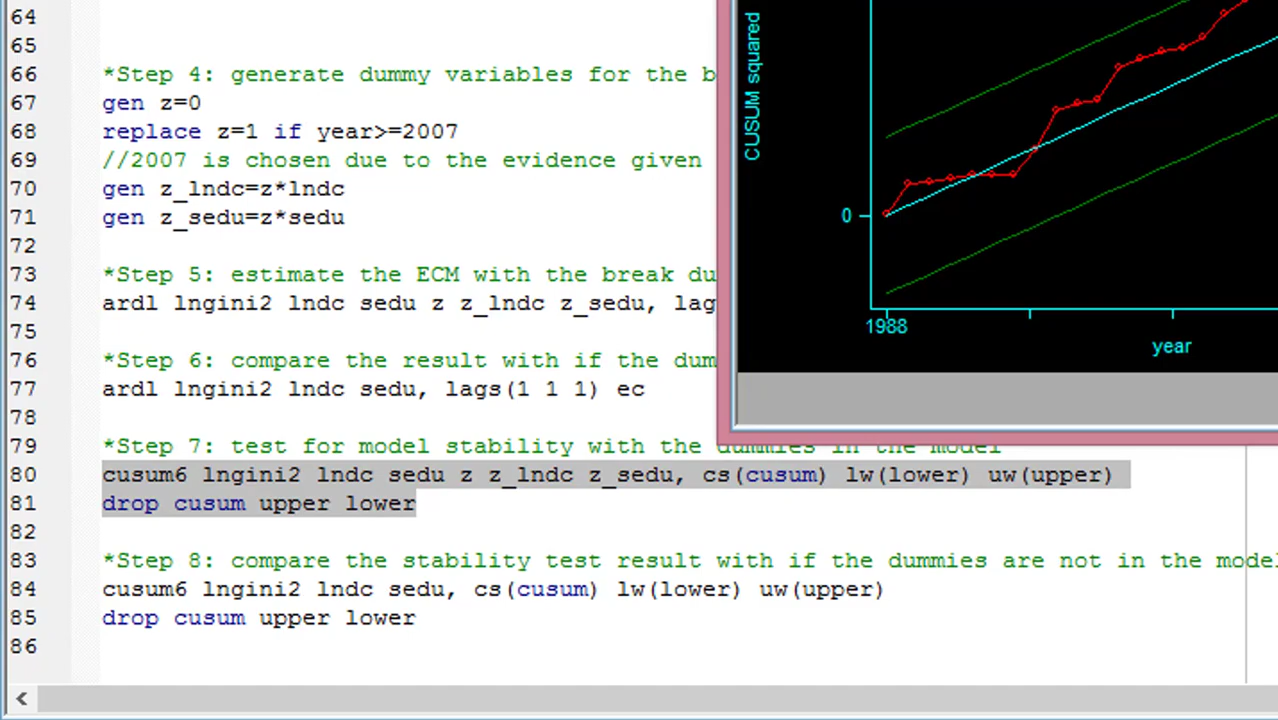 64
65
66 *Step 4: generate dummy variables for the b
67 gen z=0
68 replace z=1 if year>=2007
69 //2007 is chosen due to the evidence given
70 gen z_lndc=z*lndc
71 gen z_sedu=z*sedu
72
73 *Step 5: estimate the ECM with the break du
74 ardl lngini2 lndc sedu z z_lndc z_sedu, lag
75
76 *Step 6: compare the result with if the dum
77 ardl lngini2 lndc sedu, lags(1 1 1) ec
78
79 *Step 7: test for model stability with the dummies in the model
80 cusum6 lngini2 lndc sedu z z_lndc z_sedu, cs(cusum) lw(lower) uw(upper)
81 drop cusum upper lower
82
83 *Step 8: compare the stability test result with if the dummies are not in the model
84 cusum6 lngini2 lndc sedu, cs(cusum) lw(lower) uw(upper)
85 drop cusum upper lower
86
CUSUM squared
0
1988
year